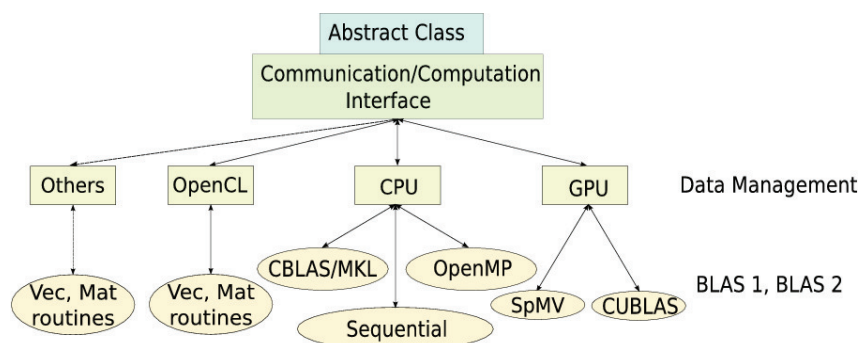 Abstract Class
Communication/Computation
Interface
Others
OpenCL
CPU
GPU
Data Management
CBLAS/MKL
OpenMP
Vec, Mat
routines
Vec, Mat
routines
Sequential
SpMV
CUBLAS
BLAS 1, BLAS 2